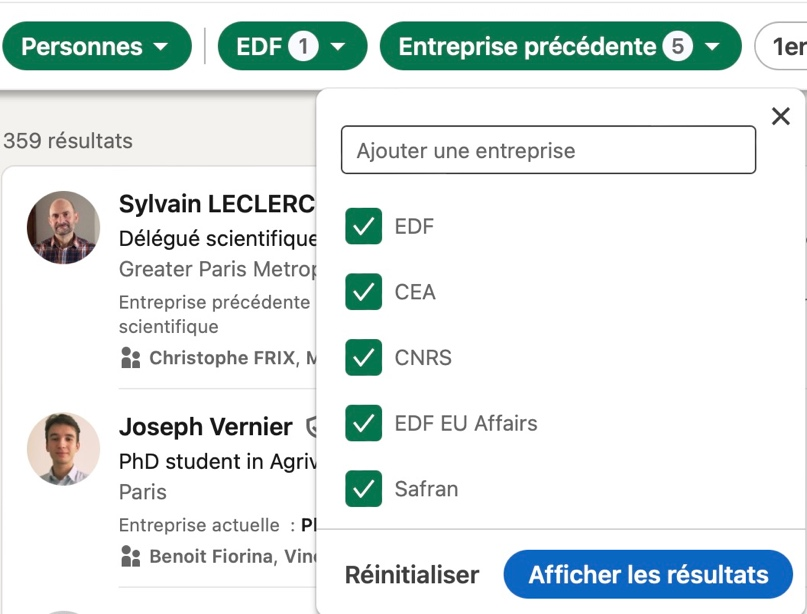 Personnes
EDF 1
Entreprise précédente 5
1er
359 résultats
Sylvain LECLERC
Délégué scientifique
Greater Paris Metrop
Entreprise précédente
scientifique
Christophe FRIX, M
Joseph Vernier
PhD student in Agriv
Paris
Entreprise actuelle : Pl
Benoit Fiorina, Vinc
Ajouter une entreprise
EDF
CEA
CNRS
EDF EU Affairs
Safran
Réinitialiser
Afficher les résultats